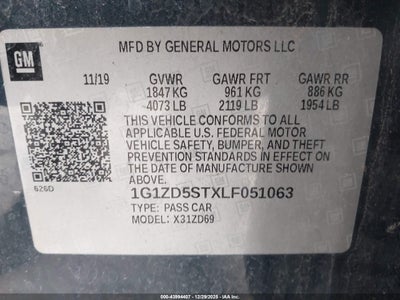 GM
MFD BY GENERAL MOTORS LLC
11/19 GVWR GAWR FRT GAWR RR
1847 KG 961 KG 886 KG
4073 LB 2119 LB 1954 LB
THIS VEHICLE CONFORMS TO ALL
APPLICABLE U.S. FEDERAL MOTOR
VEHICLE SAFETY, BUMPER, AND THEFT
PREVENTION STANDARDS IN EFFECT ON
THE DATE OF MANUFACTURE SHOWN
ABOVE.
626D
1G1ZD5STXLF051063
TYPE: PASS CAR
MODEL: X31ZD69
000-43994407 12/29/2025 IAAI.COM